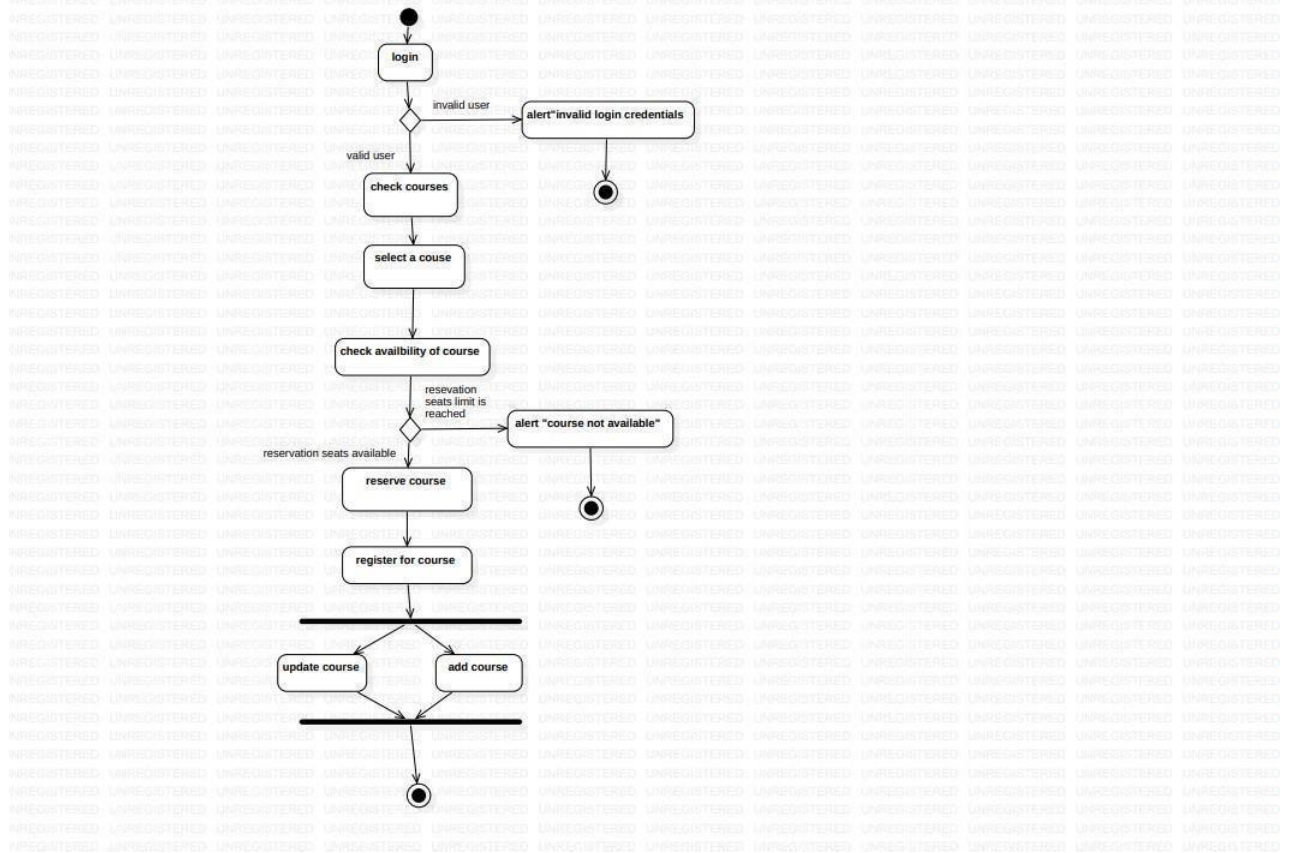 login
invalid user
alert"invalid login credentials
valid user
check courses
select a couse
check availbility of course
resevation
seats limit is
reached
alert "course not available"
reservation seats available
reserve course
register for course
update course
add course
UNREGISTERED